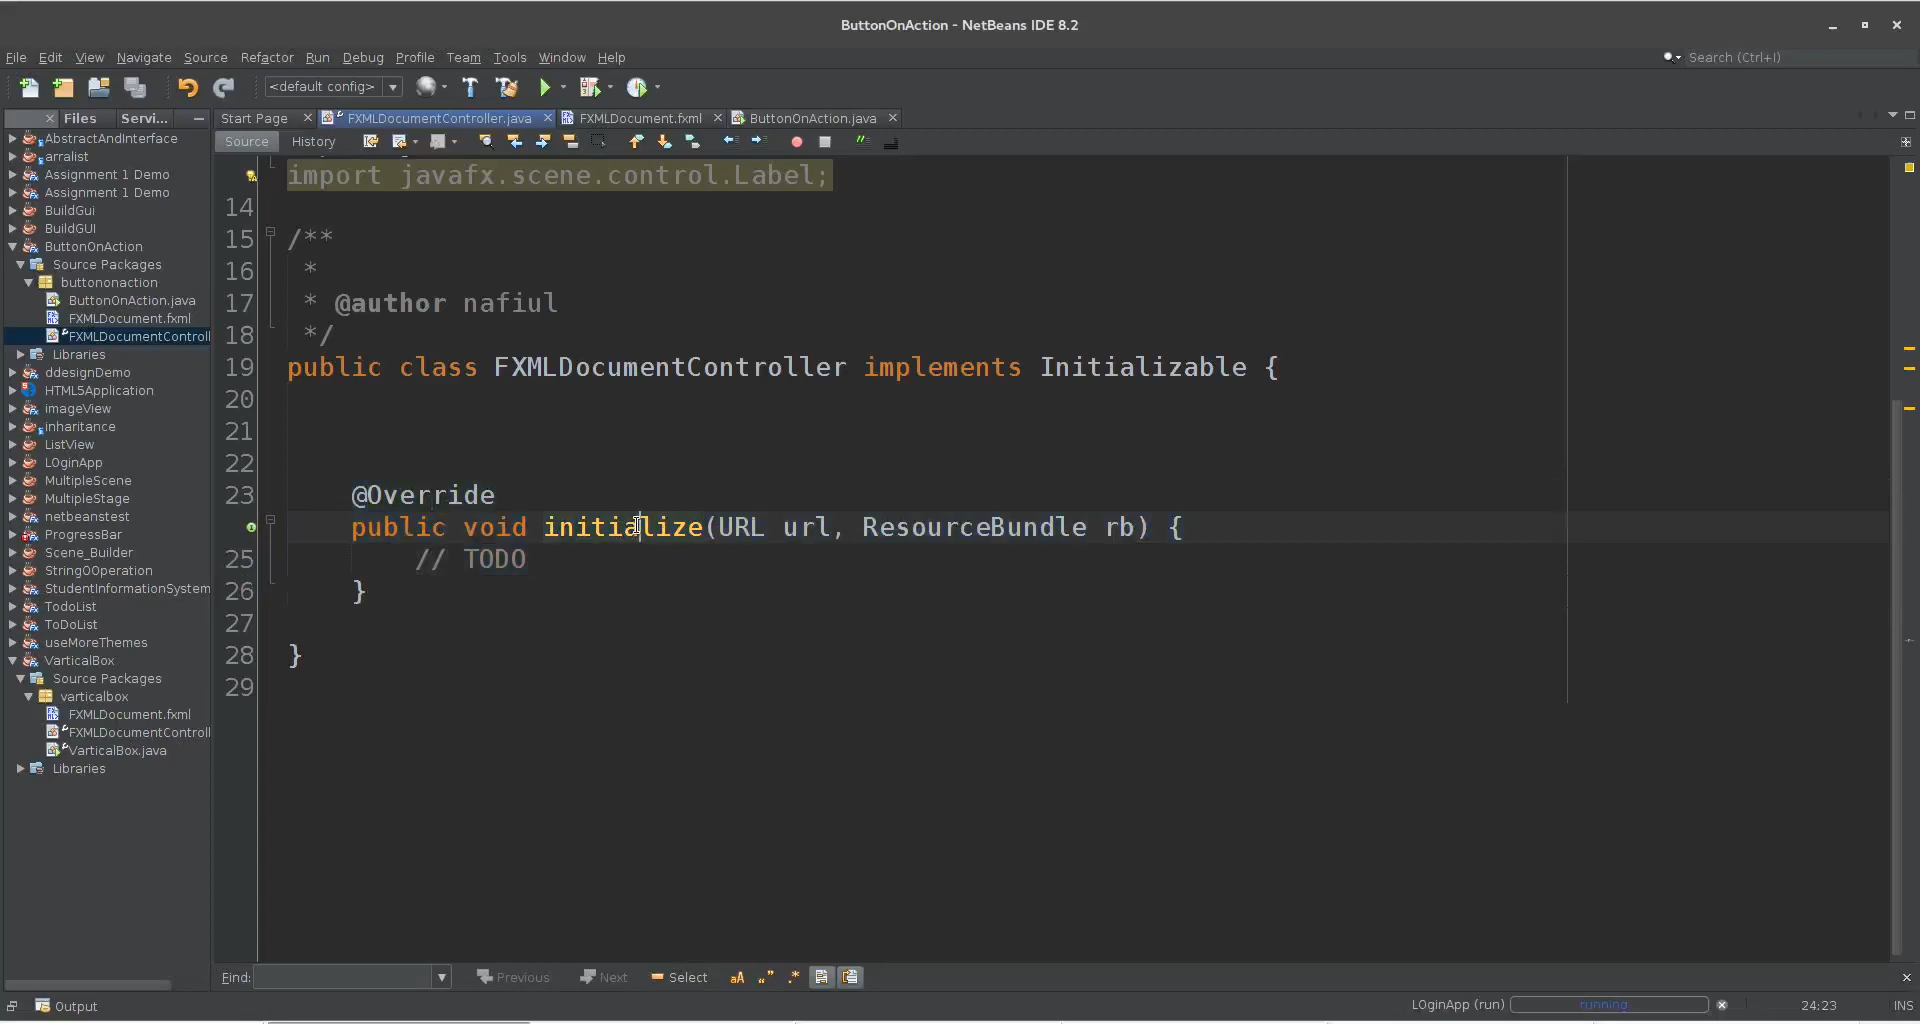 ButtonOnAction - NetBeans IDE 8.2
File Edit View Navigate Source Refactor Run Debug Profile Team Tools Window Help
Search (Ctrl+I)
<default config>
Files Servi...
Start Page FXMLDocumentController.java FXMLDocument.fxml ButtonOnAction.java
Source History
AbstractAndInterface
arralist
Assignment 1 Demo
Assignment 1 Demo
BuildGui
BuildGUI
ButtonOnAction
Source Packages
buttononaction
ButtonOnAction.java
FXMLDocument.fxml
FXMLDocumentControll
Libraries
ddesignDemo
HTML5Application
imageView
inheritance
ListView
LOginApp
MultipleScene
MultipleStage
netbeanstest
ProgressBar
Scene_Builder
StringOOperation
StudentInformationSystem
TodoList
ToDoList
useMoreThemes
VarticalBox
Source Packages
varticalbox
FXMLDocument.fxml
FXMLDocumentControll
VarticalBox.java
Libraries
import javafx.scene.control.Label;
14
15 /**
16 *
17 * @author nafiul
18 */
19 public class FXMLDocumentController implements Initializable {
20
21
22
23 @Override
public void initialize(URL url, ResourceBundle rb) {
25 // TODO
26 }
27
28 }
29
Find: Previous Next Select aA
Output
LOginApp (run) running 24:23 INS